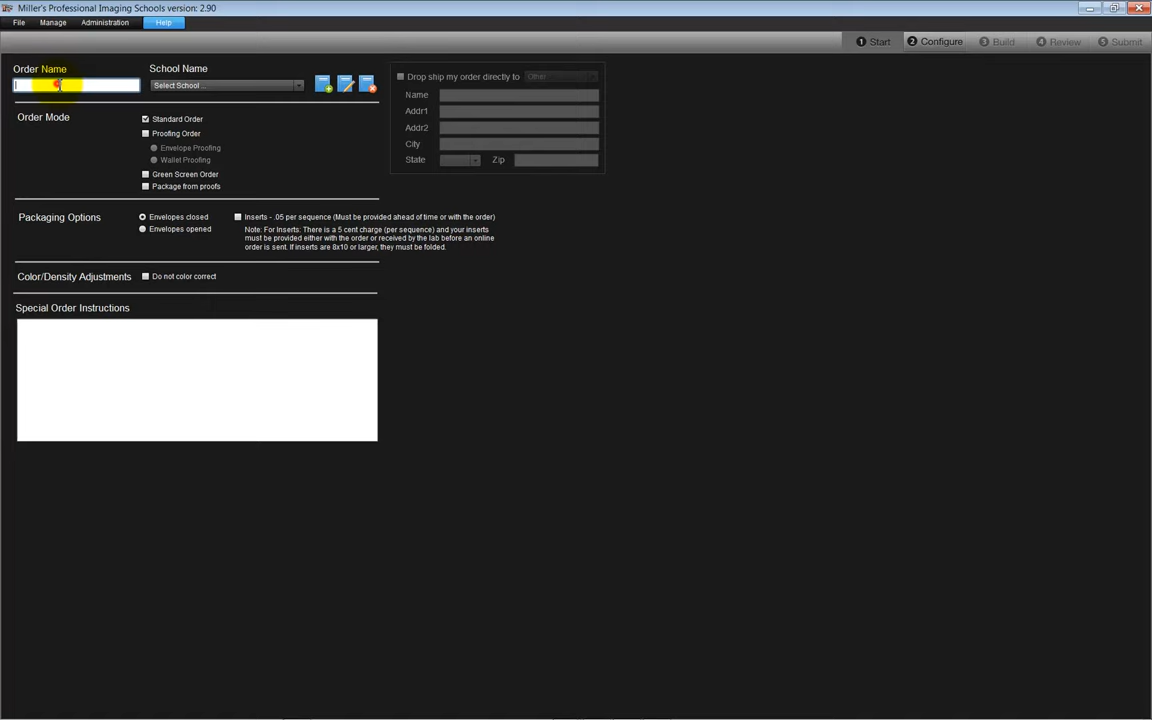 Miller's Professional Imaging Schools version: 2.90
File Manage Administration Help
1 Start 2 Configure 3 Build 4 Review 5 Submit
Order Name School Name
Select School ...
Drop ship my order directly to Other
Name
Addr1
Addr2
City
State Zip
Order Mode
Standard Order
Proofing Order
Envelope Proofing
Wallet Proofing
Green Screen Order
Package from proofs
Packaging Options
Envelopes closed
Envelopes opened
Inserts - .05 per sequence (Must be provided ahead of time or with the order)
Note: For Inserts: There is a 5 cent charge (per sequence) and your inserts
must be provided either with the order or received by the lab before an online
order is sent. If inserts are 8x10 or larger, they must be folded.
Color/Density Adjustments Do not color correct
Special Order Instructions